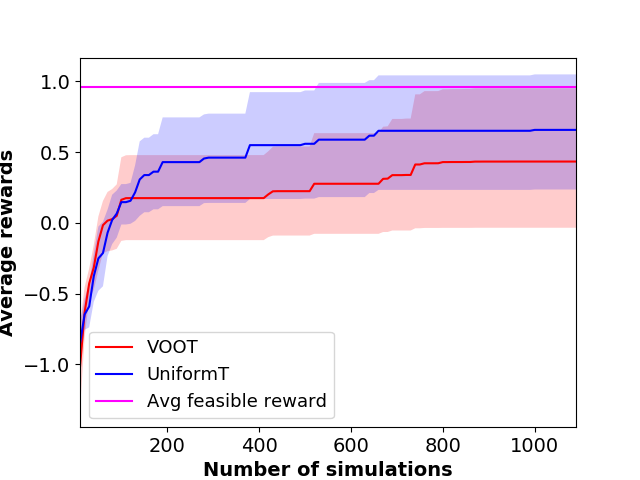 Average rewards
1.0
0.5
0.0
−0.5
−1.0
VOOT
UniformT
Avg feasible reward
200
400
600
800
1000
Number of simulations